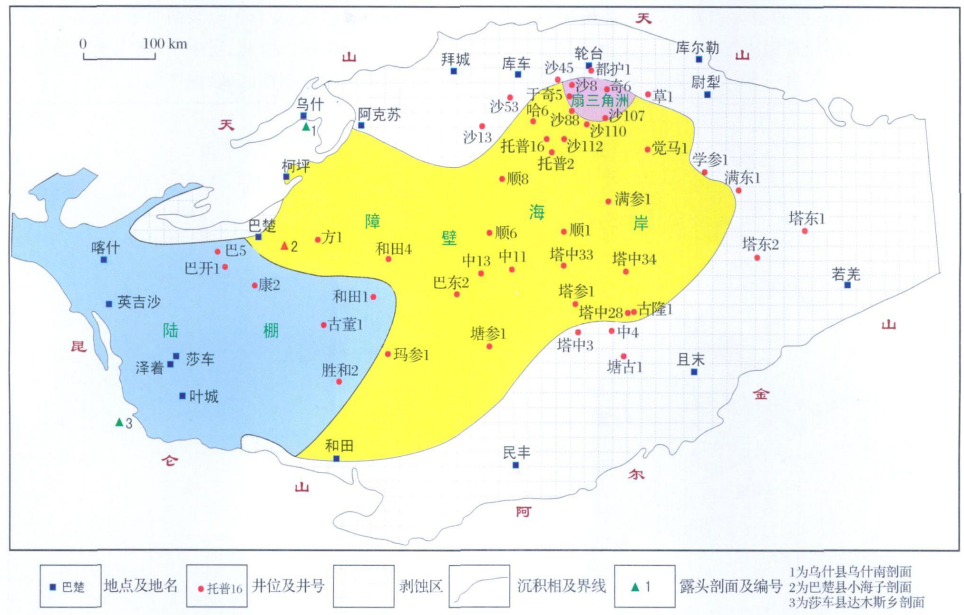 0 100 km
天
山
天
山
拜城
库车
轮台
库尔勒
尉犁
沙45
都护1
沙8
奇6
于奇5
扇三角洲
草1
沙53
哈6
沙88
沙107
沙110
沙13
乌什
1
阿克苏
托普16
沙112
托普2
觉马1
学参1
满东1
柯坪
顺8
满参1
障
壁
海
岸
巴楚
2
方1
顺6
顺1
塔东1
塔东2
喀什
巴5
巴开1
和田4
中13
中11
塔中33
塔中34
康2
和田1
巴东2
塔参1
若羌
英吉沙
陆
棚
古董1
塔中28
古隆1
山
昆
塘参1
塔中3
中4
莎车
泽着
玛参1
塘古1
且末
胜和2
叶城
金
3
和田
民丰
仑
山
阿
尔
巴楚 地点及地名
托普16 井位及井号
剥蚀区
沉积相及界线
1 露头剖面及编号
1为乌什县乌什南剖面
2为巴楚县小海子剖面
3为莎车县达木斯乡剖面